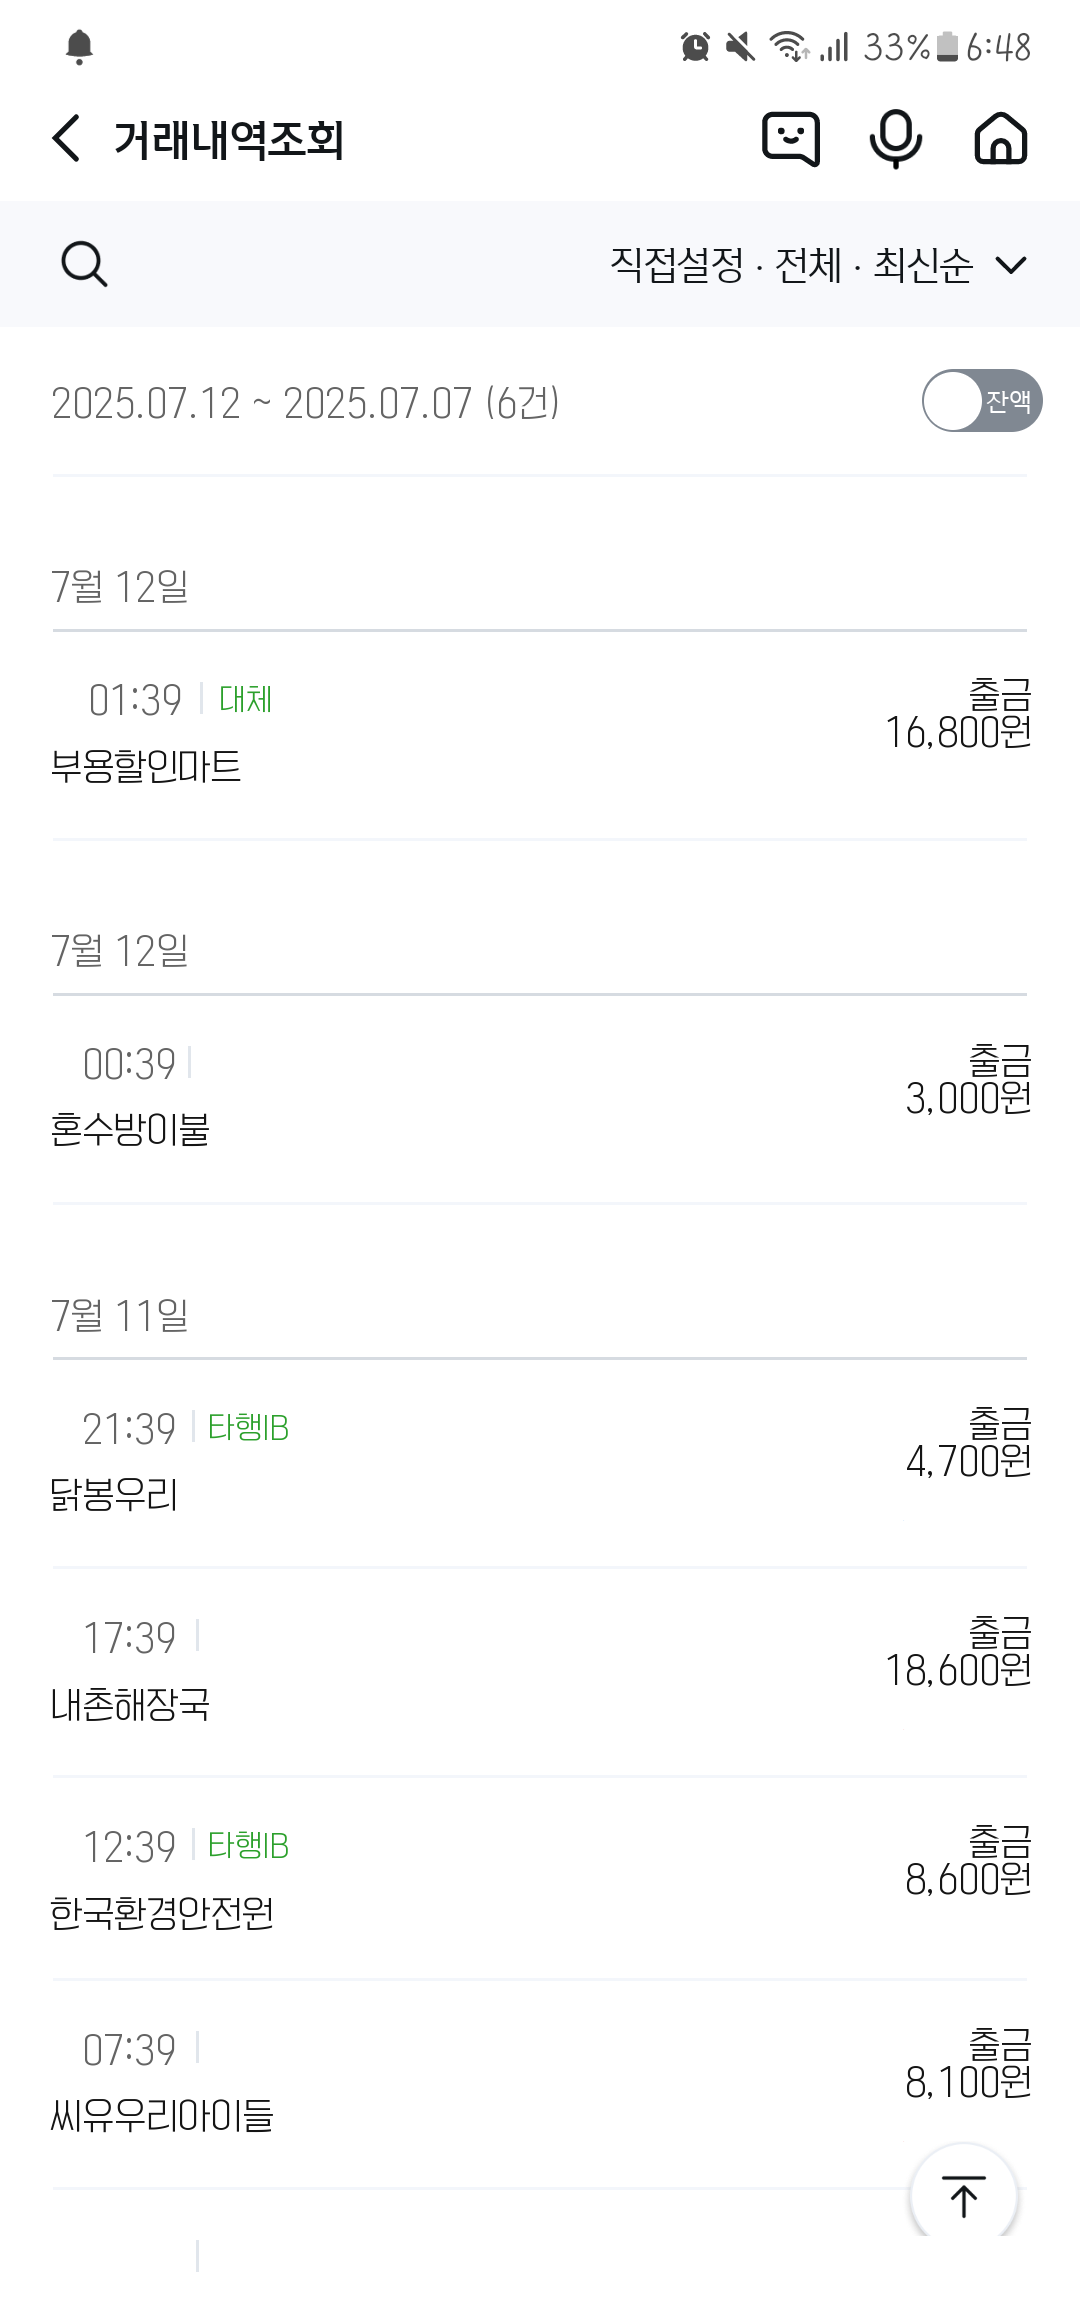 33% 6:48
거래내역조회
직접설정 · 전체 · 최신순
2025.07.12 ~ 2025.07.07 (6건)
잔액
7월 12일
01:39 대체
출금
16,800원
부용할인마트
7월 12일
00:39
출금
3,000원
혼수방이불
7월 11일
21:39 타행IB
출금
4,700원
닭봉우리
17:39
출금
18,600원
내촌해장국
12:39 타행IB
출금
8,600원
한국환경안전원
07:39
출금
8,100원
씨유우리아이들